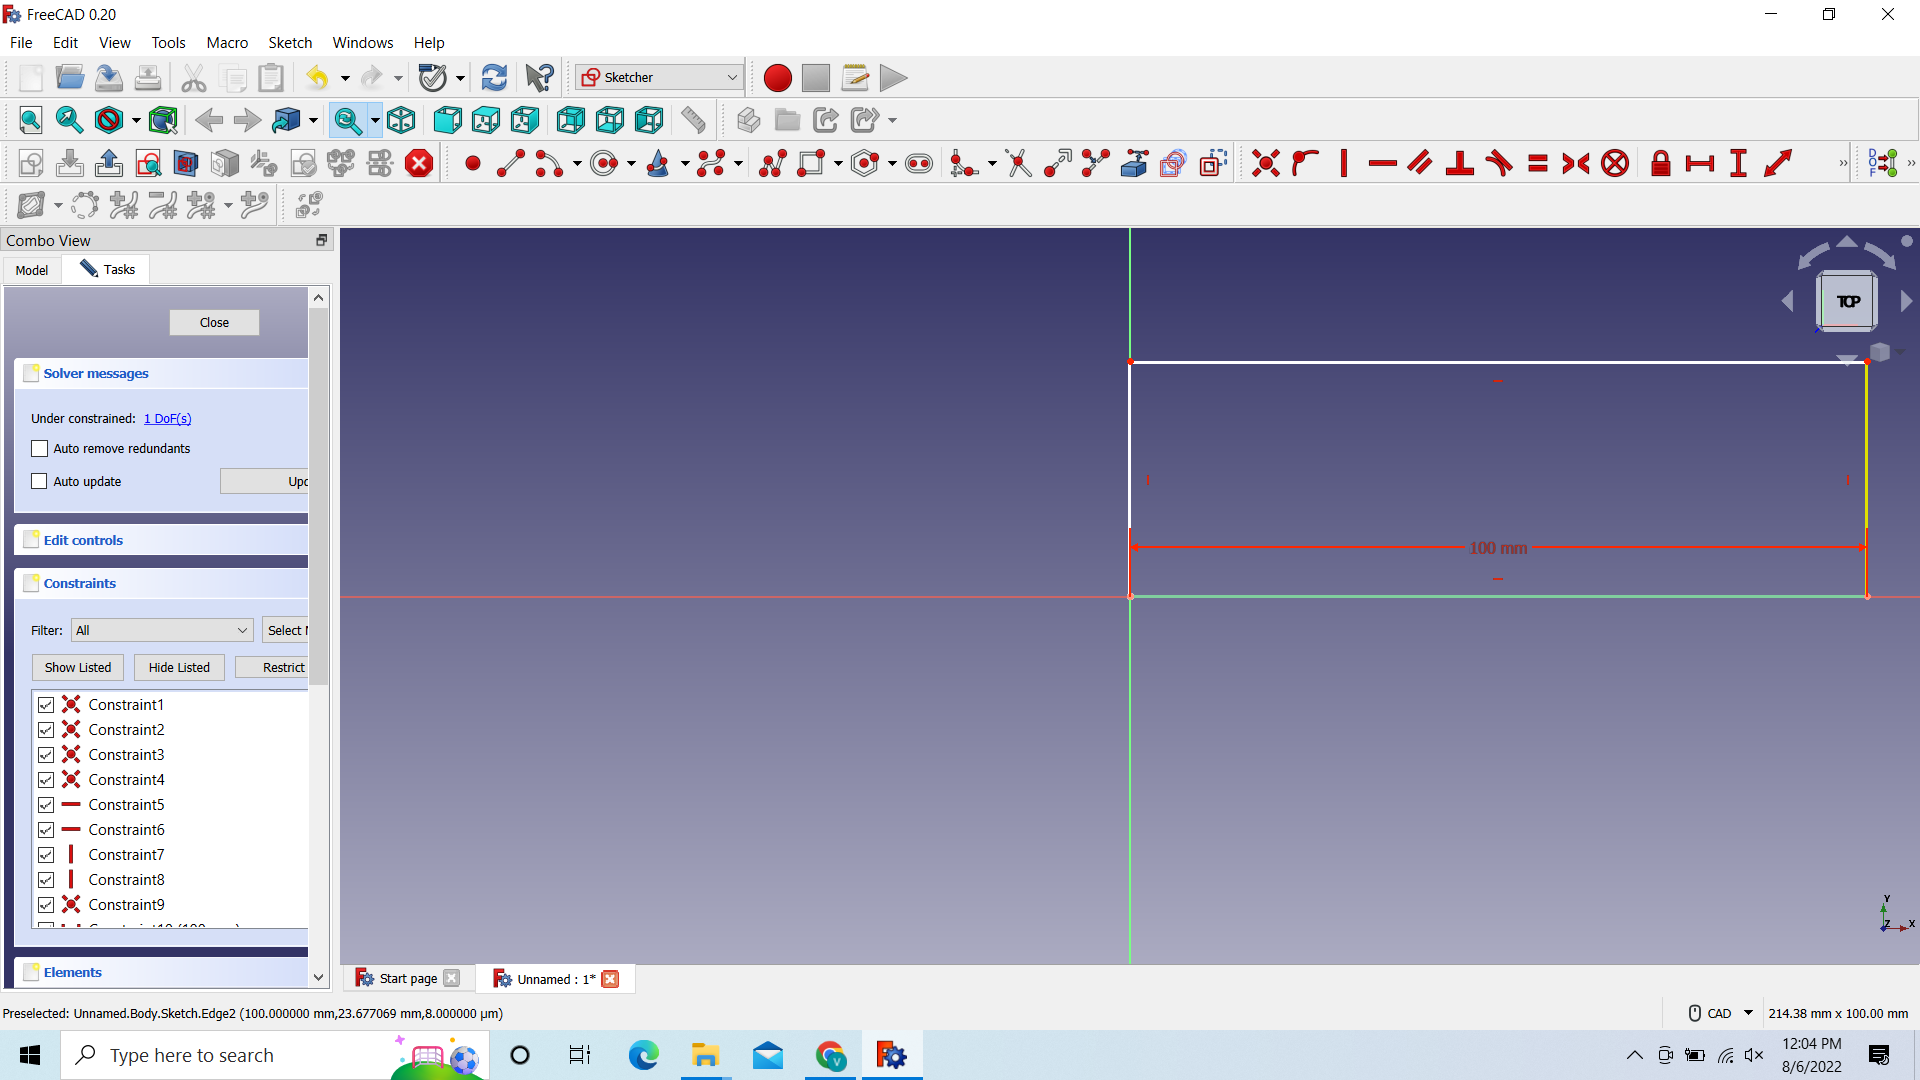 FreeCAD 0.20
File Edit View Tools Macro Sketch Windows Help
Sketcher
Combo View
Model Tasks
Close
Solver messages
Under constrained: 1 DoF(s)
Auto remove redundants
Auto update
Edit controls
Constraints
Filter: All Select
Show Listed Hide Listed Restrict
Constraint1
Constraint2
Constraint3
Constraint4
Constraint5
Constraint6
Constraint7
Constraint8
Constraint9
Elements
TOP
100 mm
Y
Z X
Start page Unnamed : 1*
Preselected: Unnamed.Body.Sketch.Edge2 (100.000000 mm,23.677069 mm,8.000000 µm) CAD 214.38 mm x 100.00 mm
Type here to search
12:04 PM
8/6/2022